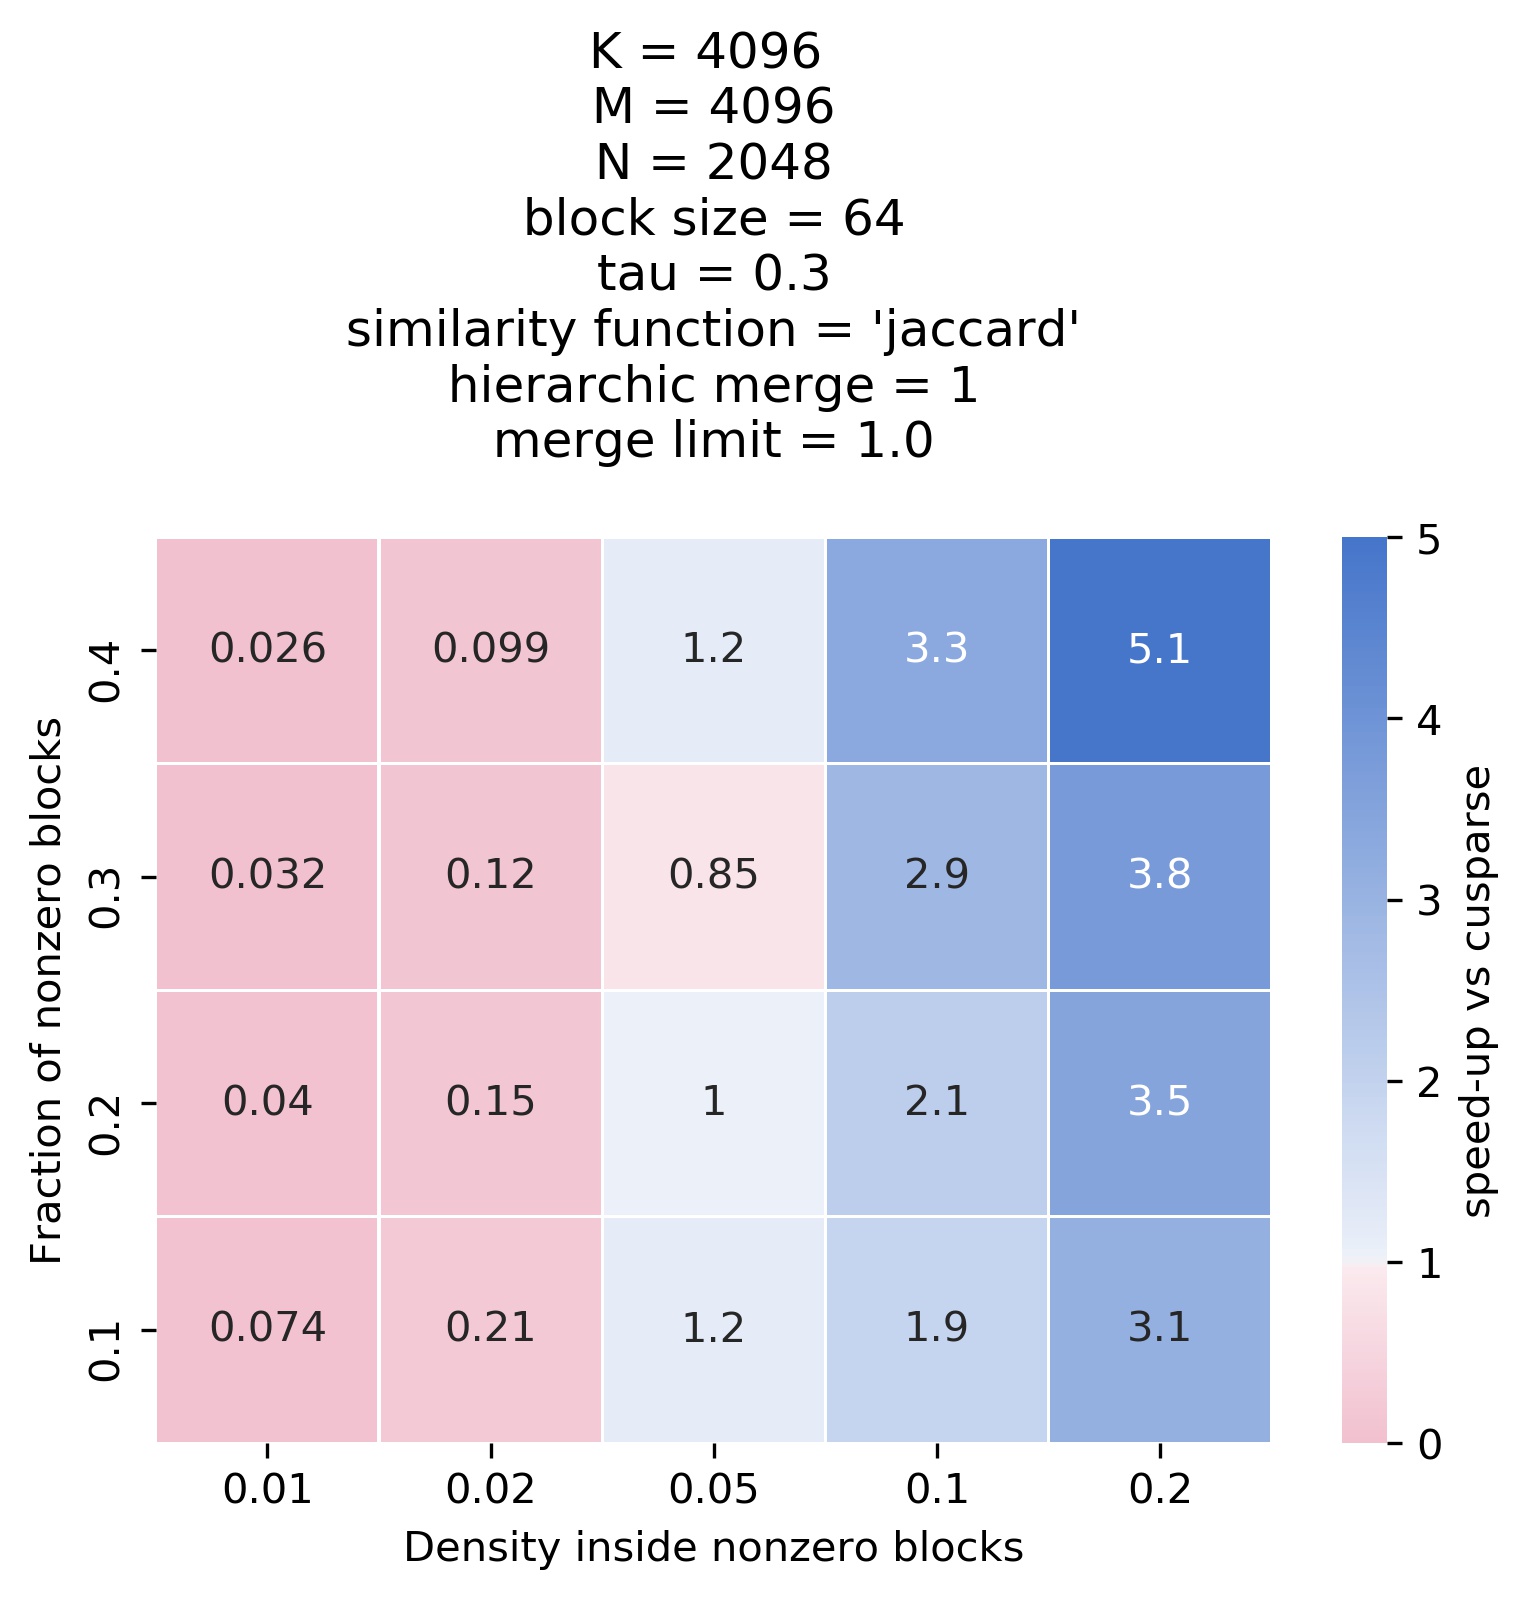 K = 4096
M = 4096
N = 2048
block size = 64
tau = 0.3
similarity function = 'jaccard'
hierarchic merge = 1
merge limit = 1.0
Fraction of nonzero blocks
0.4
0.026 0.099 1.2 3.3 5.1
0.3
0.032 0.12 0.85 2.9 3.8
0.2
0.04 0.15 1 2.1 3.5
0.1
0.074 0.21 1.2 1.9 3.1
0.01 0.02 0.05 0.1 0.2
Density inside nonzero blocks
5
4
3
2
1
0
speed-up vs cusparse